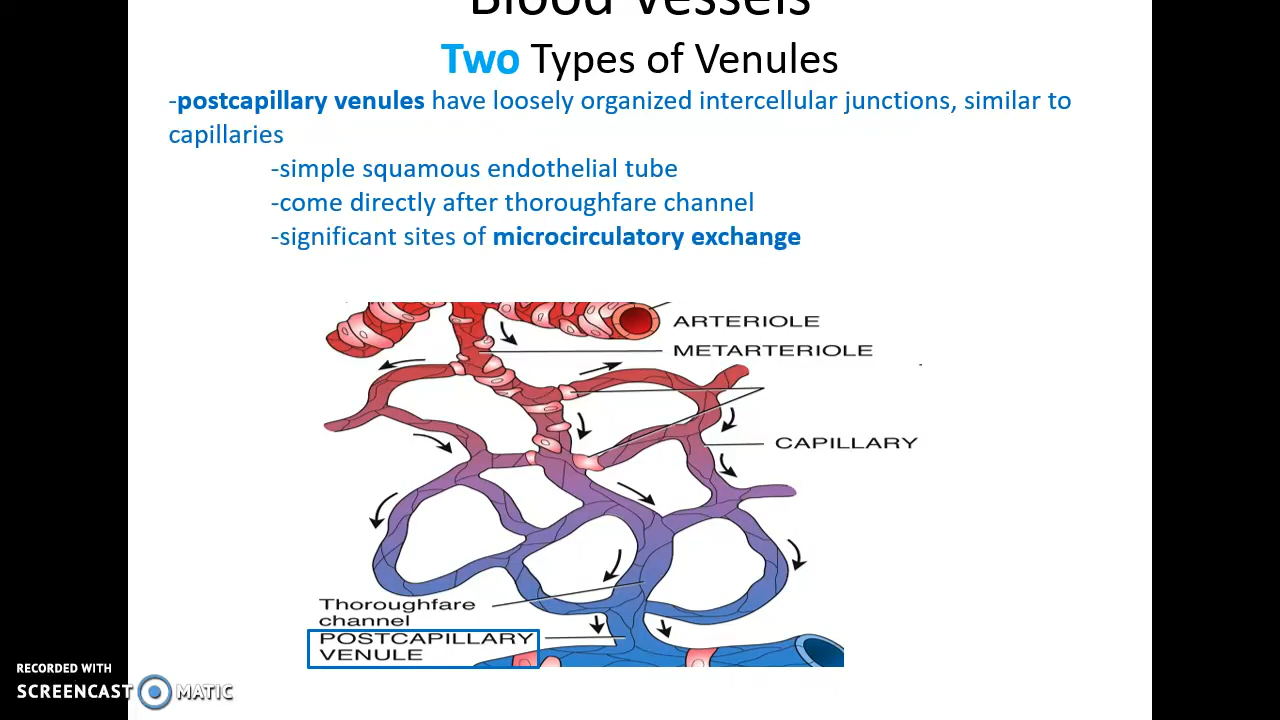 Blood Vessels
Two Types of Venules
-postcapillary venules have loosely organized intercellular junctions, similar to
capillaries
-simple squamous endothelial tube
-come directly after thoroughfare channel
-significant sites of microcirculatory exchange
ARTERIOLE
METARTERIOLE
CAPILLARY
Thoroughfare
channel
POSTCAPILLARY
VENULE
RECORDED WITH
SCREENCAST MATIC